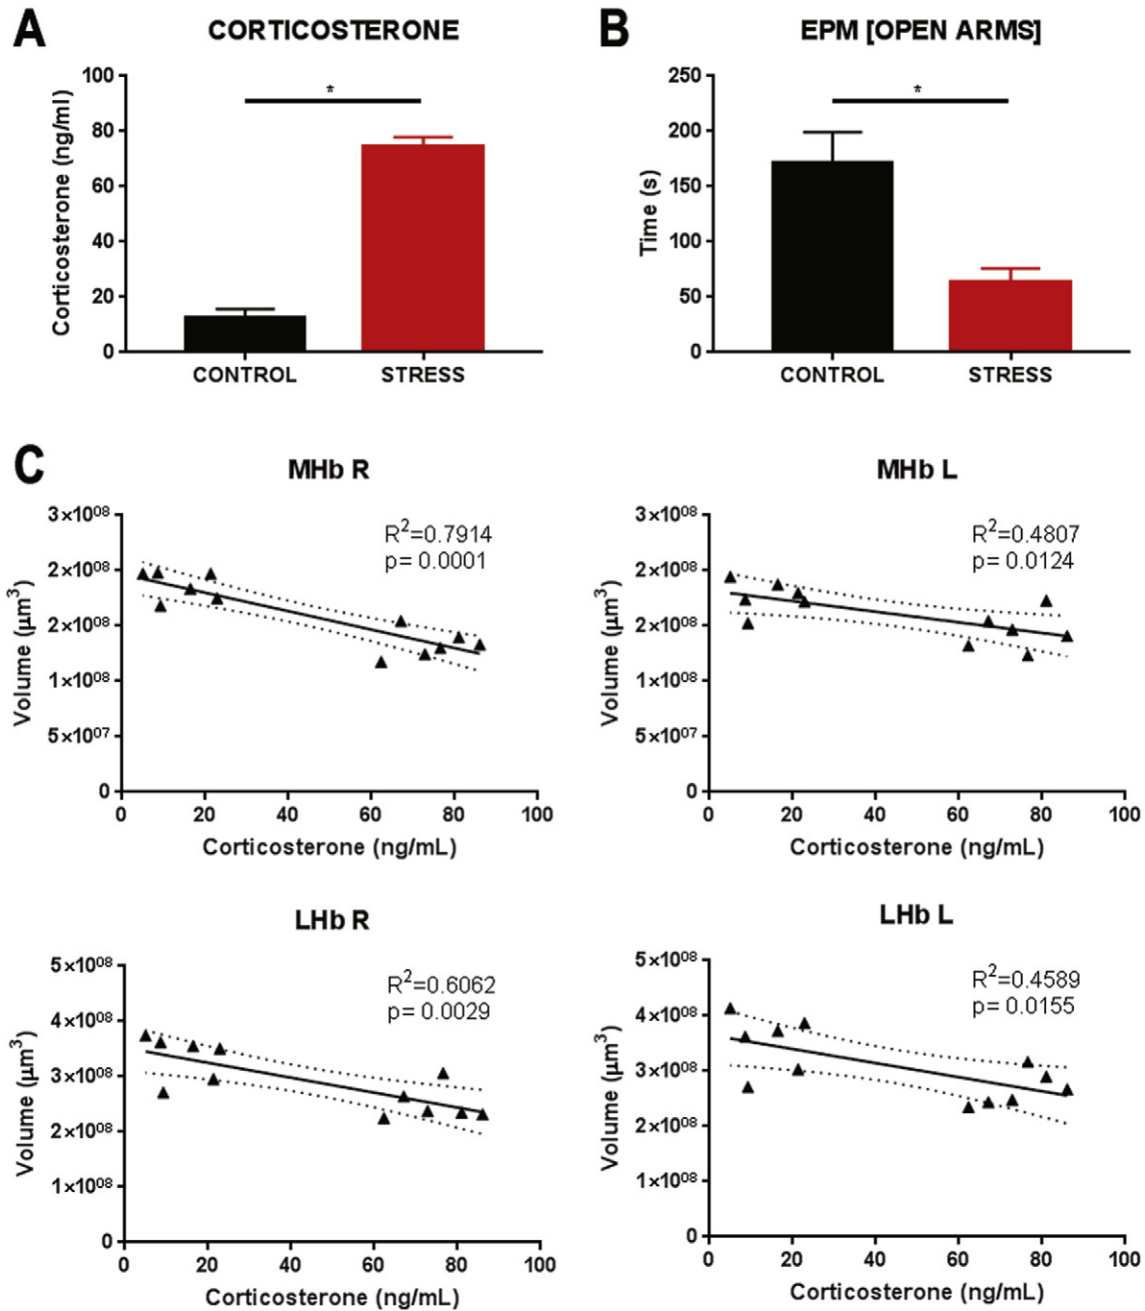 A
CORTICOSTERONE
Corticosterone (ng/ml)
100
80
60
40
20
0
*
CONTROL
STRESS
B
EPM [OPEN ARMS]
Time (s)
250
200
150
100
50
0
*
CONTROL
STRESS
C
MHb R
Volume (μm³)
3×10⁰⁸
2×10⁰⁸
2×10⁰⁸
1×10⁰⁸
5×10⁰⁷
0
R²=0.7914
p= 0.0001
0 20 40 60 80 100
Corticosterone (ng/mL)
MHb L
Volume (μm³)
3×10⁰⁸
2×10⁰⁸
2×10⁰⁸
1×10⁰⁸
5×10⁰⁷
0
R²=0.4807
p= 0.0124
0 20 40 60 80 100
Corticosterone (ng/mL)
LHb R
Volume (μm³)
5×10⁰⁸
4×10⁰⁸
3×10⁰⁸
2×10⁰⁸
1×10⁰⁸
0
R²=0.6062
p= 0.0029
0 20 40 60 80 100
Corticosterone (ng/mL)
LHb L
Volume (μm³)
5×10⁰⁸
4×10⁰⁸
3×10⁰⁸
2×10⁰⁸
1×10⁰⁸
0
R²=0.4589
p= 0.0155
0 20 40 60 80 100
Corticosterone (ng/mL)